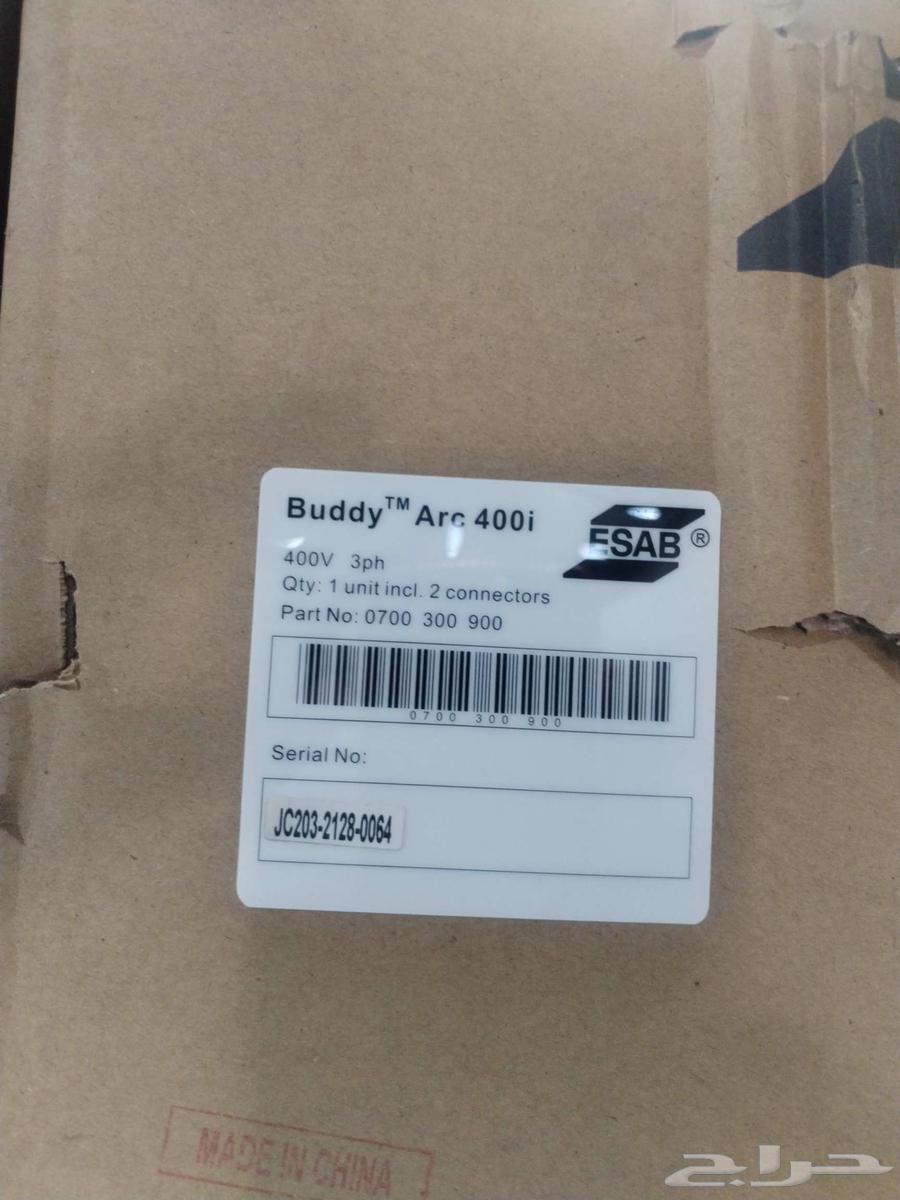 Buddy™ Arc 400i
ESAB®
400V 3ph
Qty: 1 unit incl. 2 connectors
Part No: 0700 300 900
0700 300 900
Serial No:
JC203-2128-0064
MADE IN CHINA
حراج